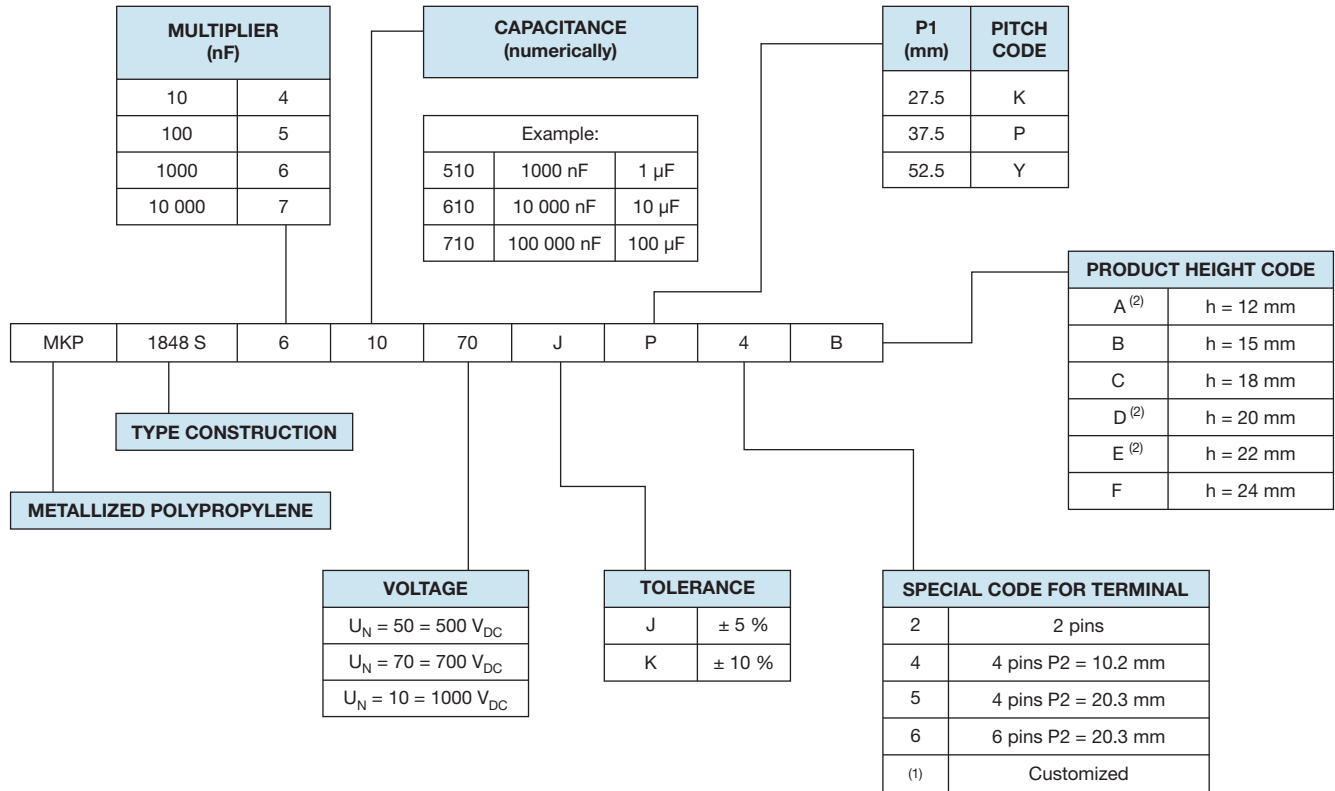 MULTIPLIER
(nF)
10 4
100 5
1000 6
10 000 7
CAPACITANCE
(numerically)
Example:
510 1000 nF 1 µF
610 10 000 nF 10 µF
710 100 000 nF 100 µF
P1
(mm)
PITCH
CODE
27.5 K
37.5 P
52.5 Y
PRODUCT HEIGHT CODE
A (2) h = 12 mm
B h = 15 mm
C h = 18 mm
D (2) h = 20 mm
E (2) h = 22 mm
F h = 24 mm
MKP 1848 S 6 10 70 J P 4 B
TYPE CONSTRUCTION
METALLIZED POLYPROPYLENE
VOLTAGE
UN = 50 = 500 VDC
UN = 70 = 700 VDC
UN = 10 = 1000 VDC
TOLERANCE
J ± 5 %
K ± 10 %
SPECIAL CODE FOR TERMINAL
2 2 pins
4 4 pins P2 = 10.2 mm
5 4 pins P2 = 20.3 mm
6 6 pins P2 = 20.3 mm
(1) Customized